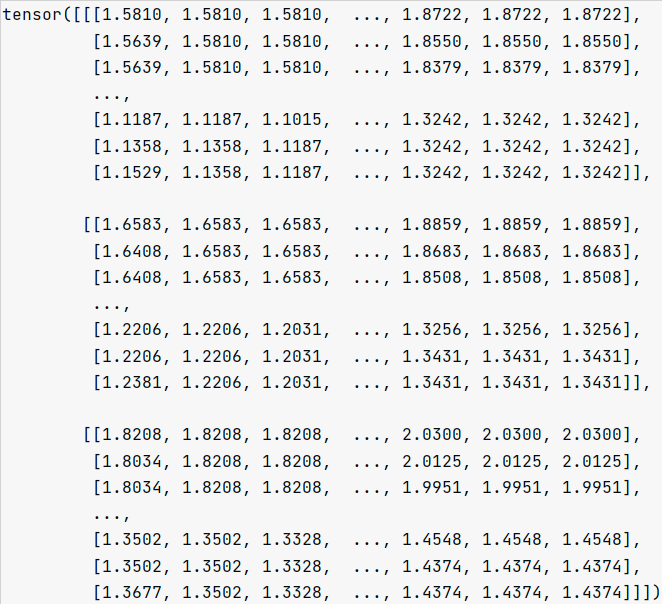 tensor([[[1.5810, 1.5810, 1.5810,  ..., 1.8722, 1.8722, 1.8722],
         [1.5639, 1.5810, 1.5810,  ..., 1.8550, 1.8550, 1.8550],
         [1.5639, 1.5810, 1.5810,  ..., 1.8379, 1.8379, 1.8379],
         ...,
         [1.1187, 1.1187, 1.1015,  ..., 1.3242, 1.3242, 1.3242],
         [1.1358, 1.1358, 1.1187,  ..., 1.3242, 1.3242, 1.3242],
         [1.1529, 1.1358, 1.1187,  ..., 1.3242, 1.3242, 1.3242]],

        [[1.6583, 1.6583, 1.6583,  ..., 1.8859, 1.8859, 1.8859],
         [1.6408, 1.6583, 1.6583,  ..., 1.8683, 1.8683, 1.8683],
         [1.6408, 1.6583, 1.6583,  ..., 1.8508, 1.8508, 1.8508],
         ...,
         [1.2206, 1.2206, 1.2031,  ..., 1.3256, 1.3256, 1.3256],
         [1.2206, 1.2206, 1.2031,  ..., 1.3431, 1.3431, 1.3431],
         [1.2381, 1.2206, 1.2031,  ..., 1.3431, 1.3431, 1.3431]],

        [[1.8208, 1.8208, 1.8208,  ..., 2.0300, 2.0300, 2.0300],
         [1.8034, 1.8208, 1.8208,  ..., 2.0125, 2.0125, 2.0125],
         [1.8034, 1.8208, 1.8208,  ..., 1.9951, 1.9951, 1.9951],
         ...,
         [1.3502, 1.3502, 1.3328,  ..., 1.4548, 1.4548, 1.4548],
         [1.3502, 1.3502, 1.3328,  ..., 1.4374, 1.4374, 1.4374],
         [1.3677, 1.3502, 1.3328,  ..., 1.4374, 1.4374, 1.4374]]])